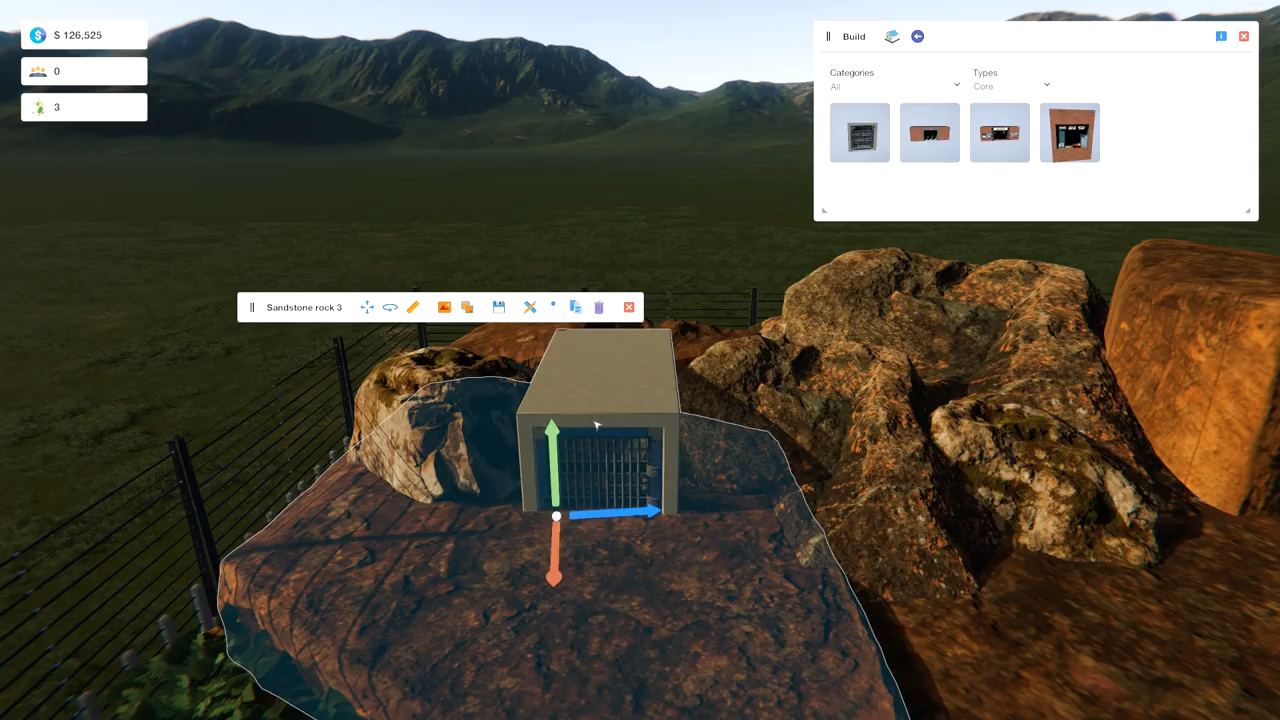 $ 126,525
0
3
Build
Categories
All
Types
Core
Sandstone rock 3